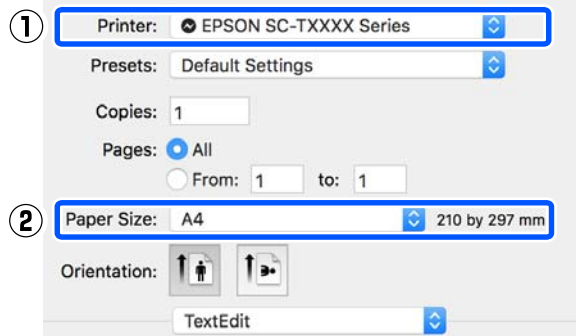 ① Printer: EPSON SC-TXXXX Series
Presets: Default Settings
Copies: 1
Pages: All
From: 1 to: 1
② Paper Size: A4 210 by 297 mm
Orientation:
TextEdit